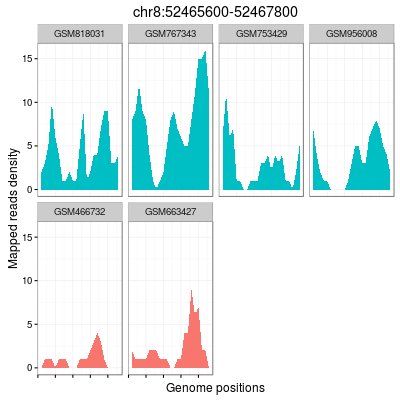 chr8:52465600-52467800
GSM818031 GSM767343 GSM753429 GSM956008
15
10
5
0
GSM466732 GSM663427
15
10
5
0
Mapped reads density
Genome positions